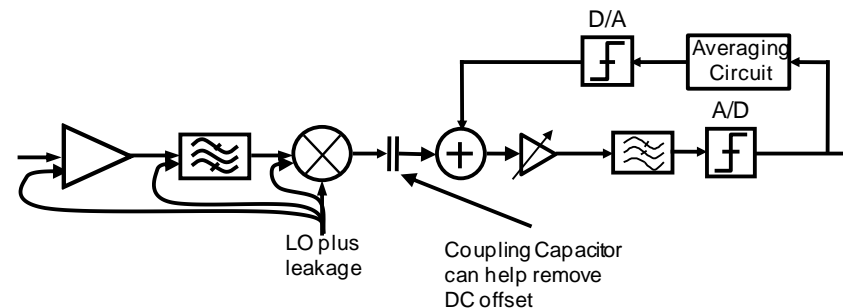 D/A
Averaging
Circuit
A/D
LO plus
leakage
Coupling Capacitor
can help remove
DC offset